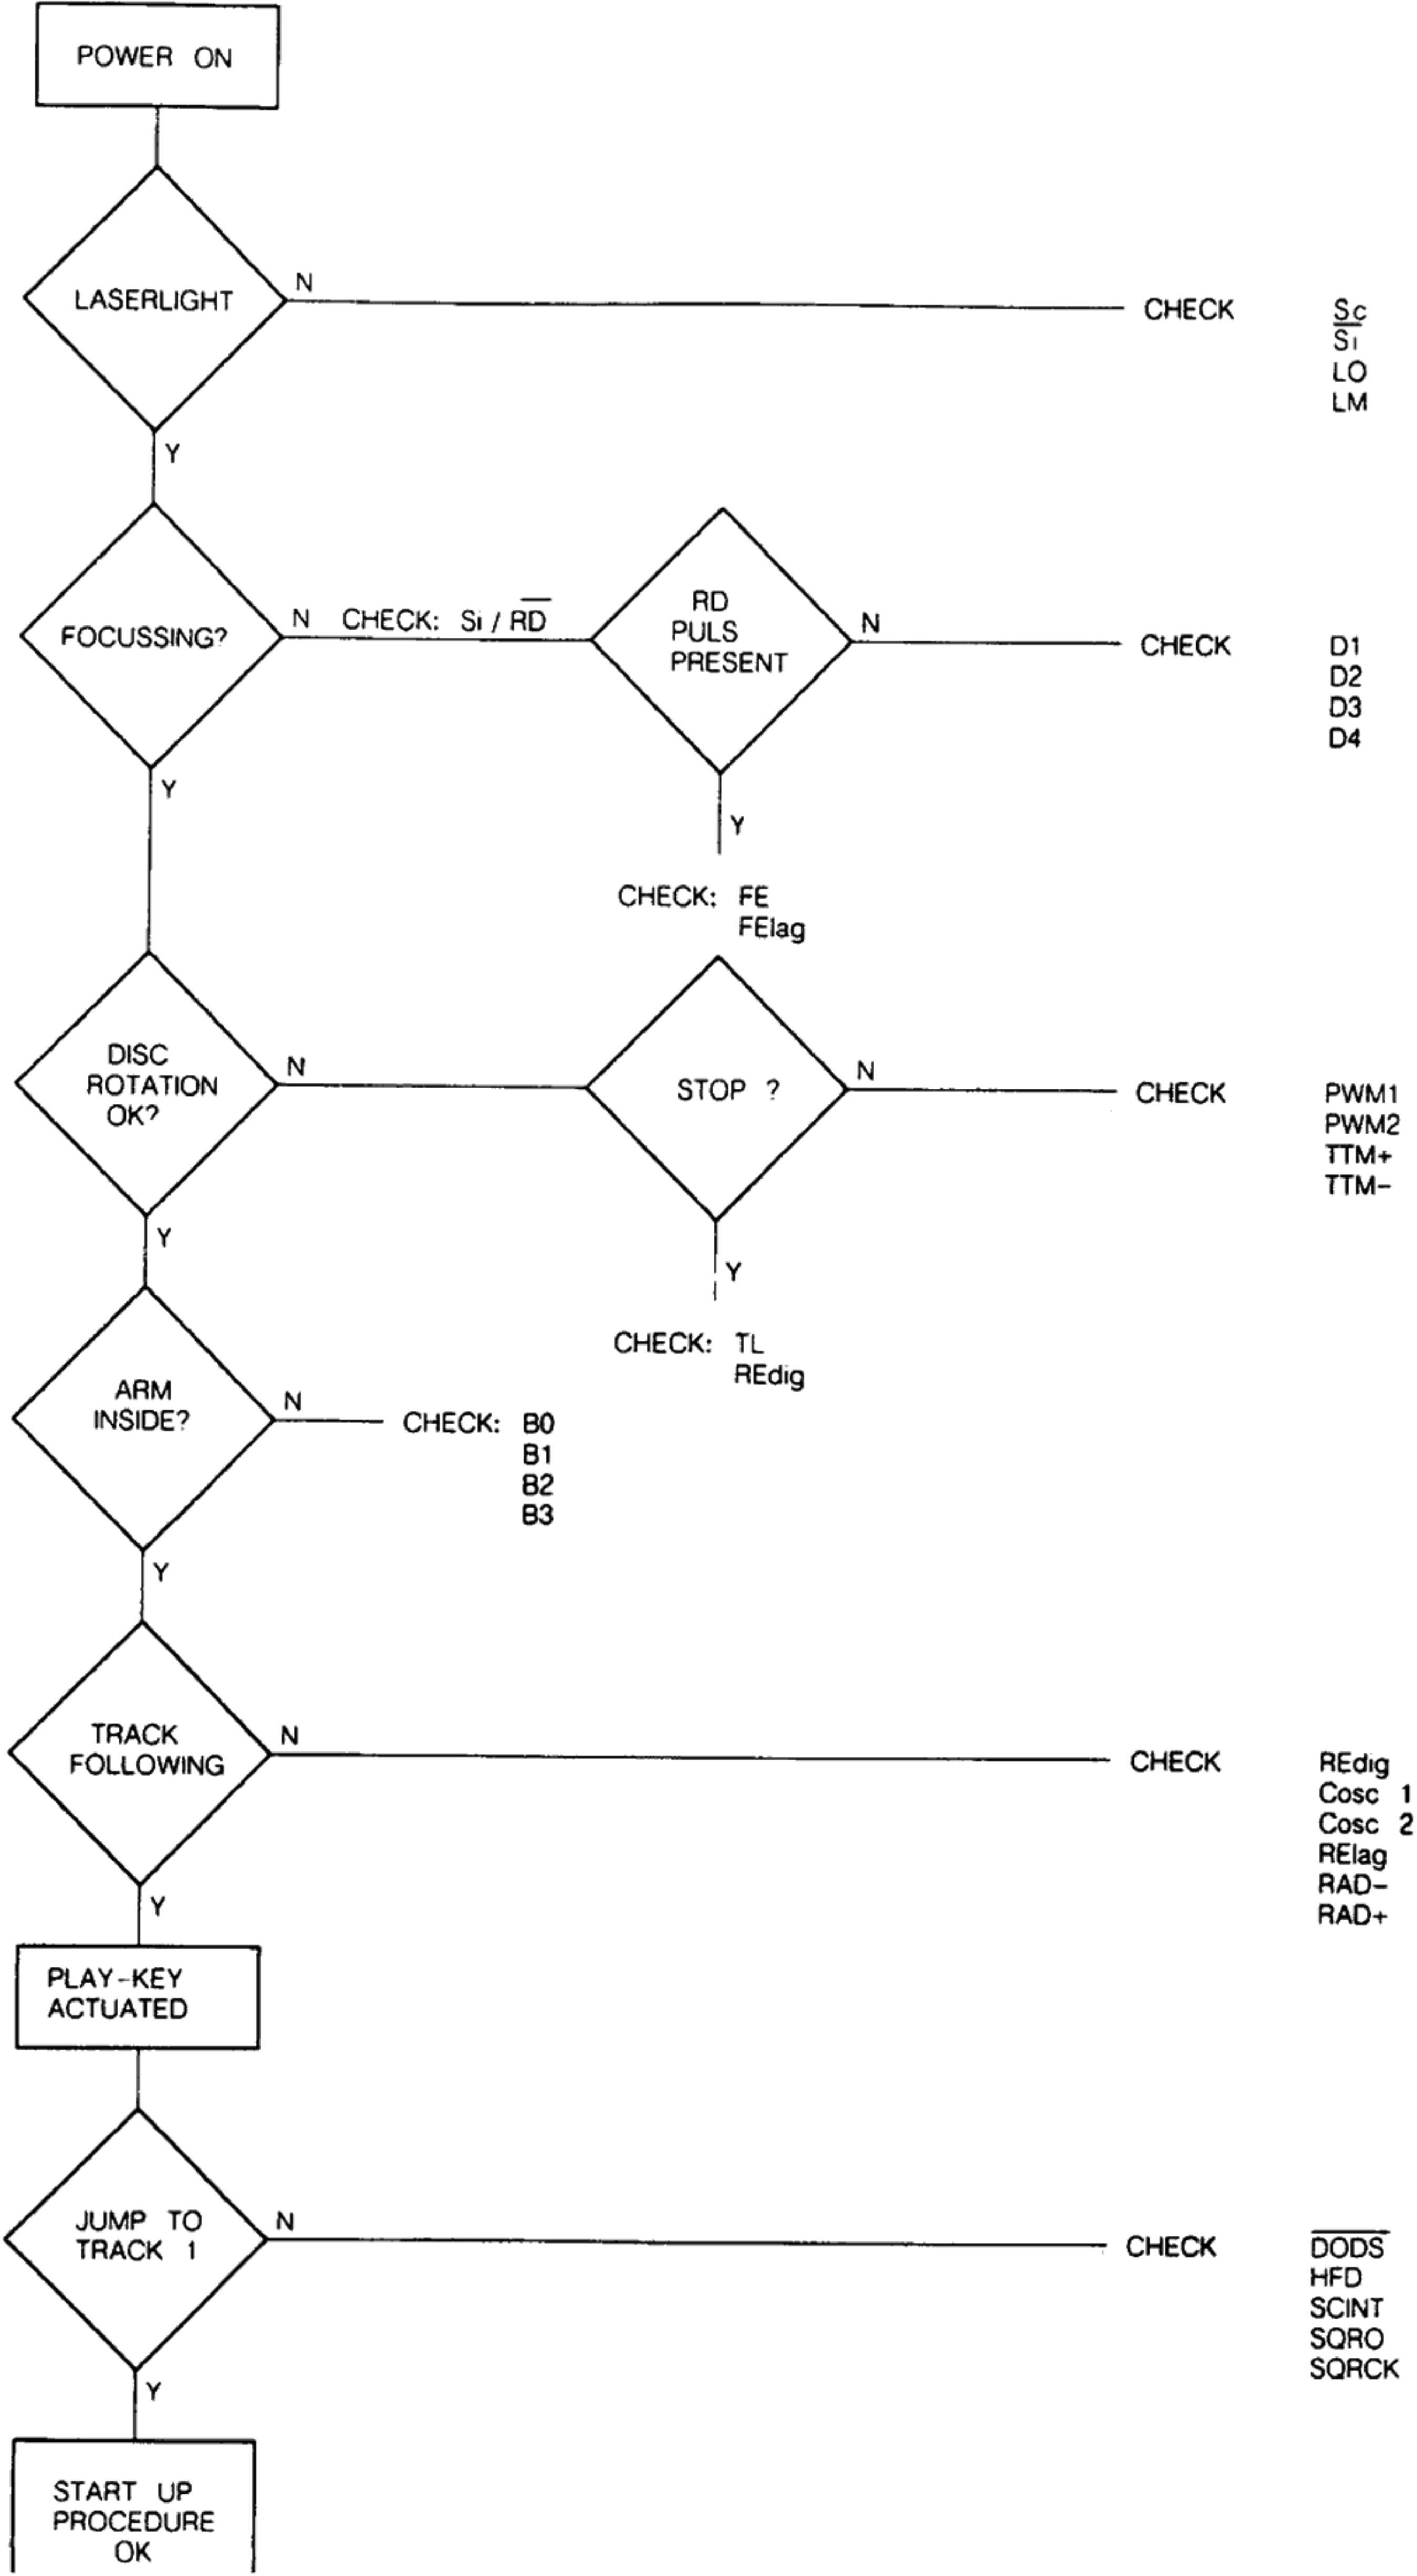 POWER ON
LASERLIGHT
N
CHECK
Sc
S̅i̅
LO
LM
Y
FOCUSSING?
N
CHECK: Si / R̅D̅
RD
PULS
PRESENT
N
CHECK
D1
D2
D3
D4
Y
Y
CHECK: FE
FElag
DISC
ROTATION
OK?
N
STOP ?
N
CHECK
PWM1
PWM2
TTM+
TTM-
Y
Y
CHECK: TL
REdig
ARM
INSIDE?
N
CHECK: B0
B1
B2
B3
Y
TRACK
FOLLOWING
N
CHECK
REdig
Cosc 1
Cosc 2
RElag
RAD-
RAD+
Y
PLAY-KEY
ACTUATED
JUMP TO
TRACK 1
N
CHECK
D̅O̅D̅S̅
HFD
SCINT
SQRO
SQRCK
Y
START UP
PROCEDURE
OK